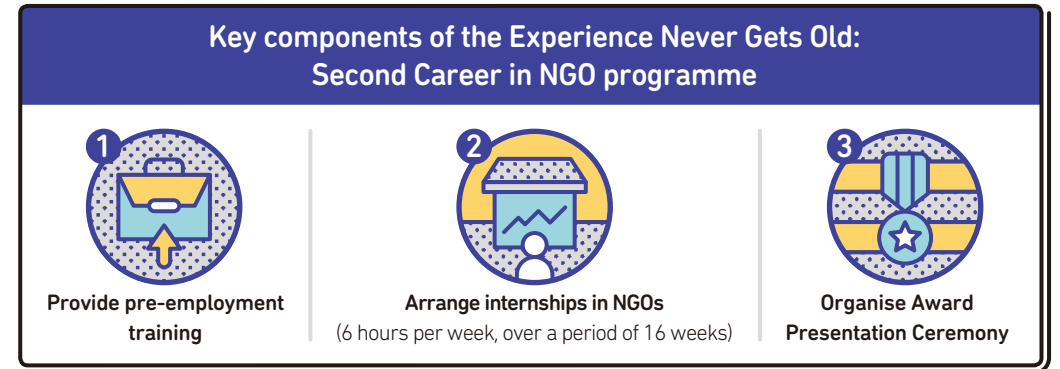 Key components of the Experience Never Gets Old:
Second Career in NGO programme
1
Provide pre-employment
training
2
Arrange internships in NGOs
(6 hours per week, over a period of 16 weeks)
3
Organise Award
Presentation Ceremony